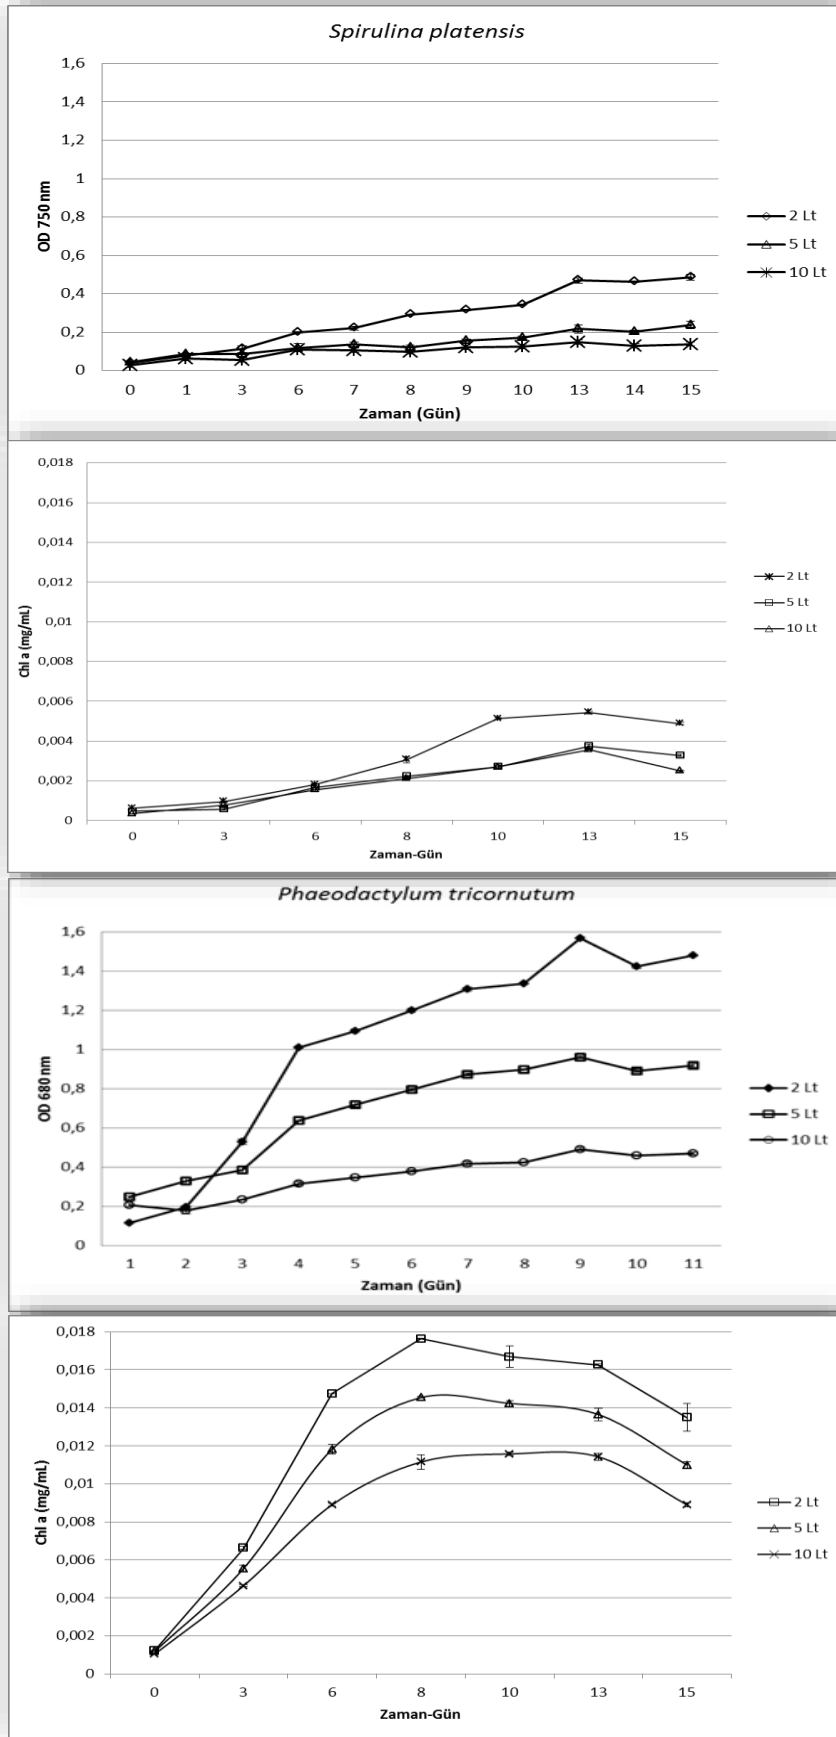 Spirulina platensis
1,6
1,4
1,2
1
0,8
0,6
0,4
0,2
0
OD 750 nm
0 1 3 6 7 8 9 10 13 14 15
Zaman (Gün)
2 Lt
5 Lt
10 Lt
0,018
0,016
0,014
0,012
0,01
0,008
0,006
0,004
0,002
0
Chl a (mg/mL)
0 3 6 8 10 13 15
Zaman-Gün
2 Lt
5 Lt
10 Lt
Phaeodactylum tricornutum
1,6
1,4
1,2
1
0,8
0,6
0,4
0,2
0
OD 680 nm
1 2 3 4 5 6 7 8 9 10 11
Zaman (Gün)
2 Lt
5 Lt
10 Lt
0,018
0,016
0,014
0,012
0,01
0,008
0,006
0,004
0,002
0
Chl a (mg/mL)
0 3 6 8 10 13 15
Zaman-Gün
2 Lt
5 Lt
10 Lt